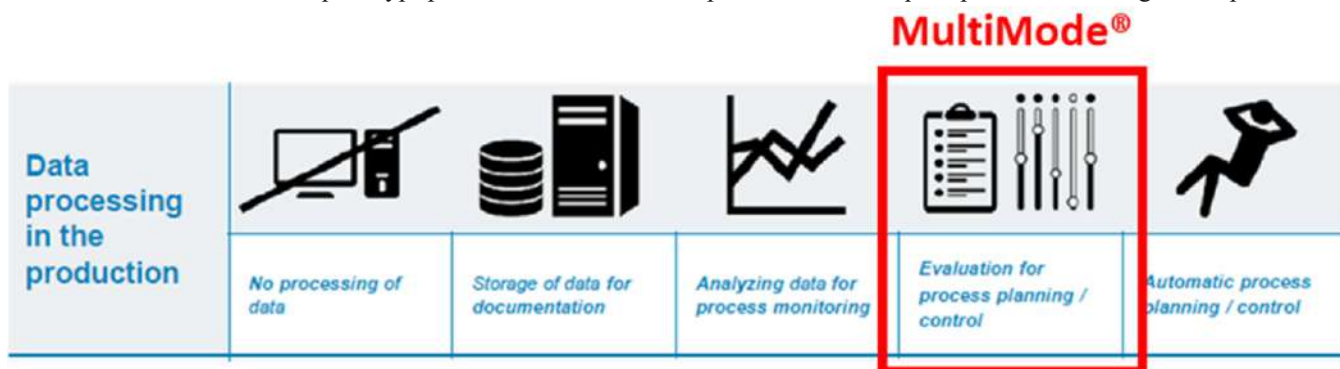 MultiMode®
Data
processing
in the
production
No processing of
data
Storage of data for
documentation
Analyzing data for
process monitoring
Evaluation for
process planning /
control
Automatic process
planning / control